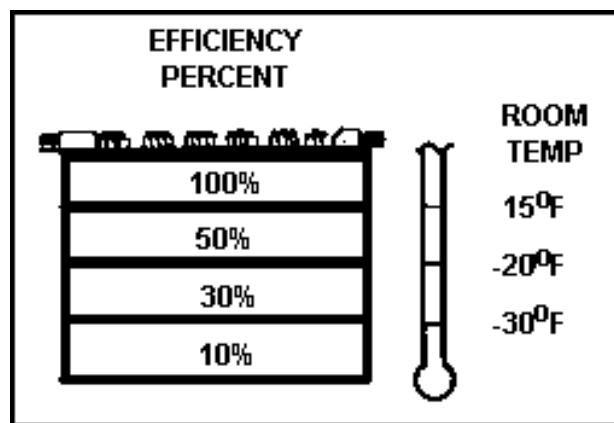 EFFICIENCY
PERCENT
ROOM
TEMP
100%
15⁰F
50%
-20⁰F
30%
-30⁰F
10%